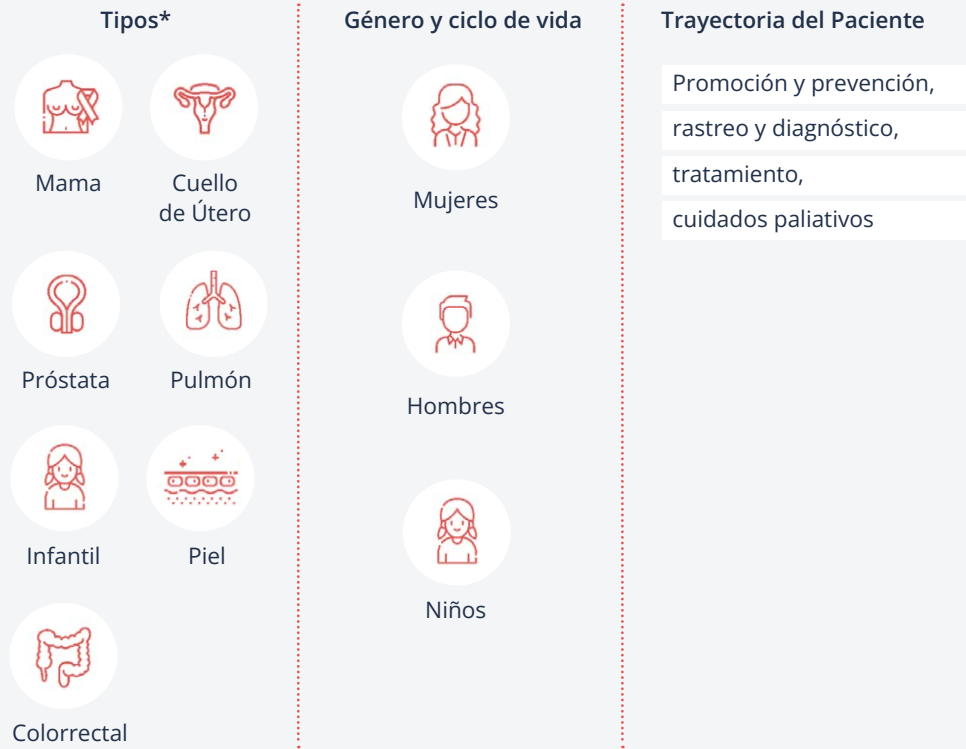 Tipos*
Mama
Cuello
de Útero
Próstata
Pulmón
Infantil
Piel
Colorrectal
Género y ciclo de vida
Mujeres
Hombres
Niños
Trayectoria del Paciente
Promoción y prevención,
rastreo y diagnóstico,
tratamiento,
cuidados paliativos